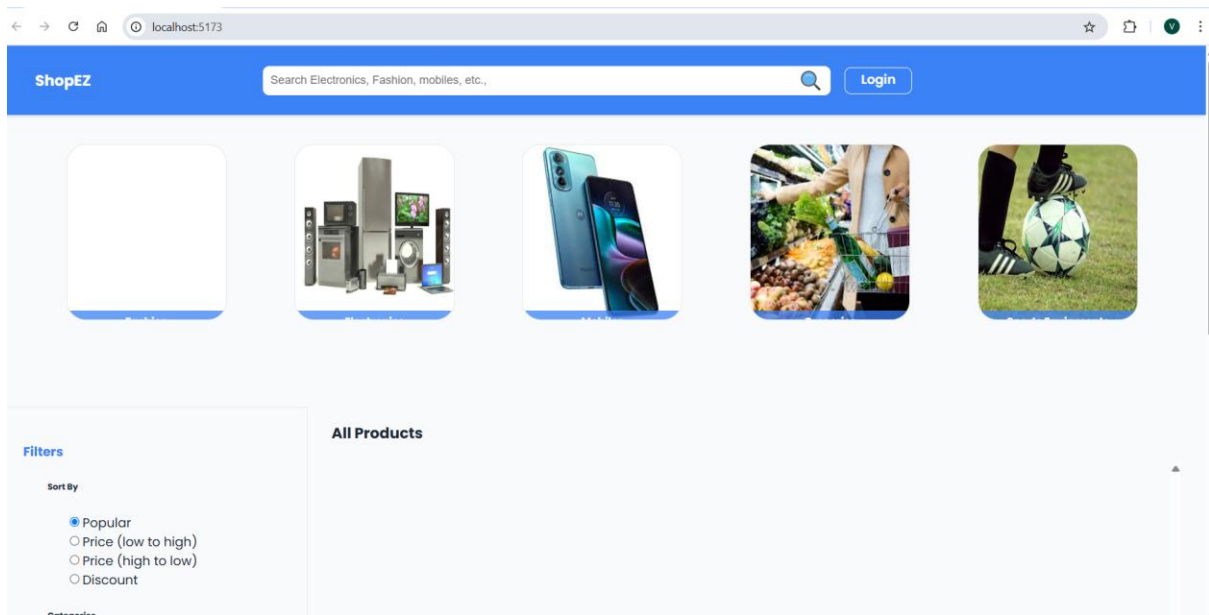 localhost:5173
V
ShopEZ
Search Electronics, Fashion, mobiles, etc.,
Login
All Products
Filters
Sort By
Popular
Price (low to high)
Price (high to low)
Discount